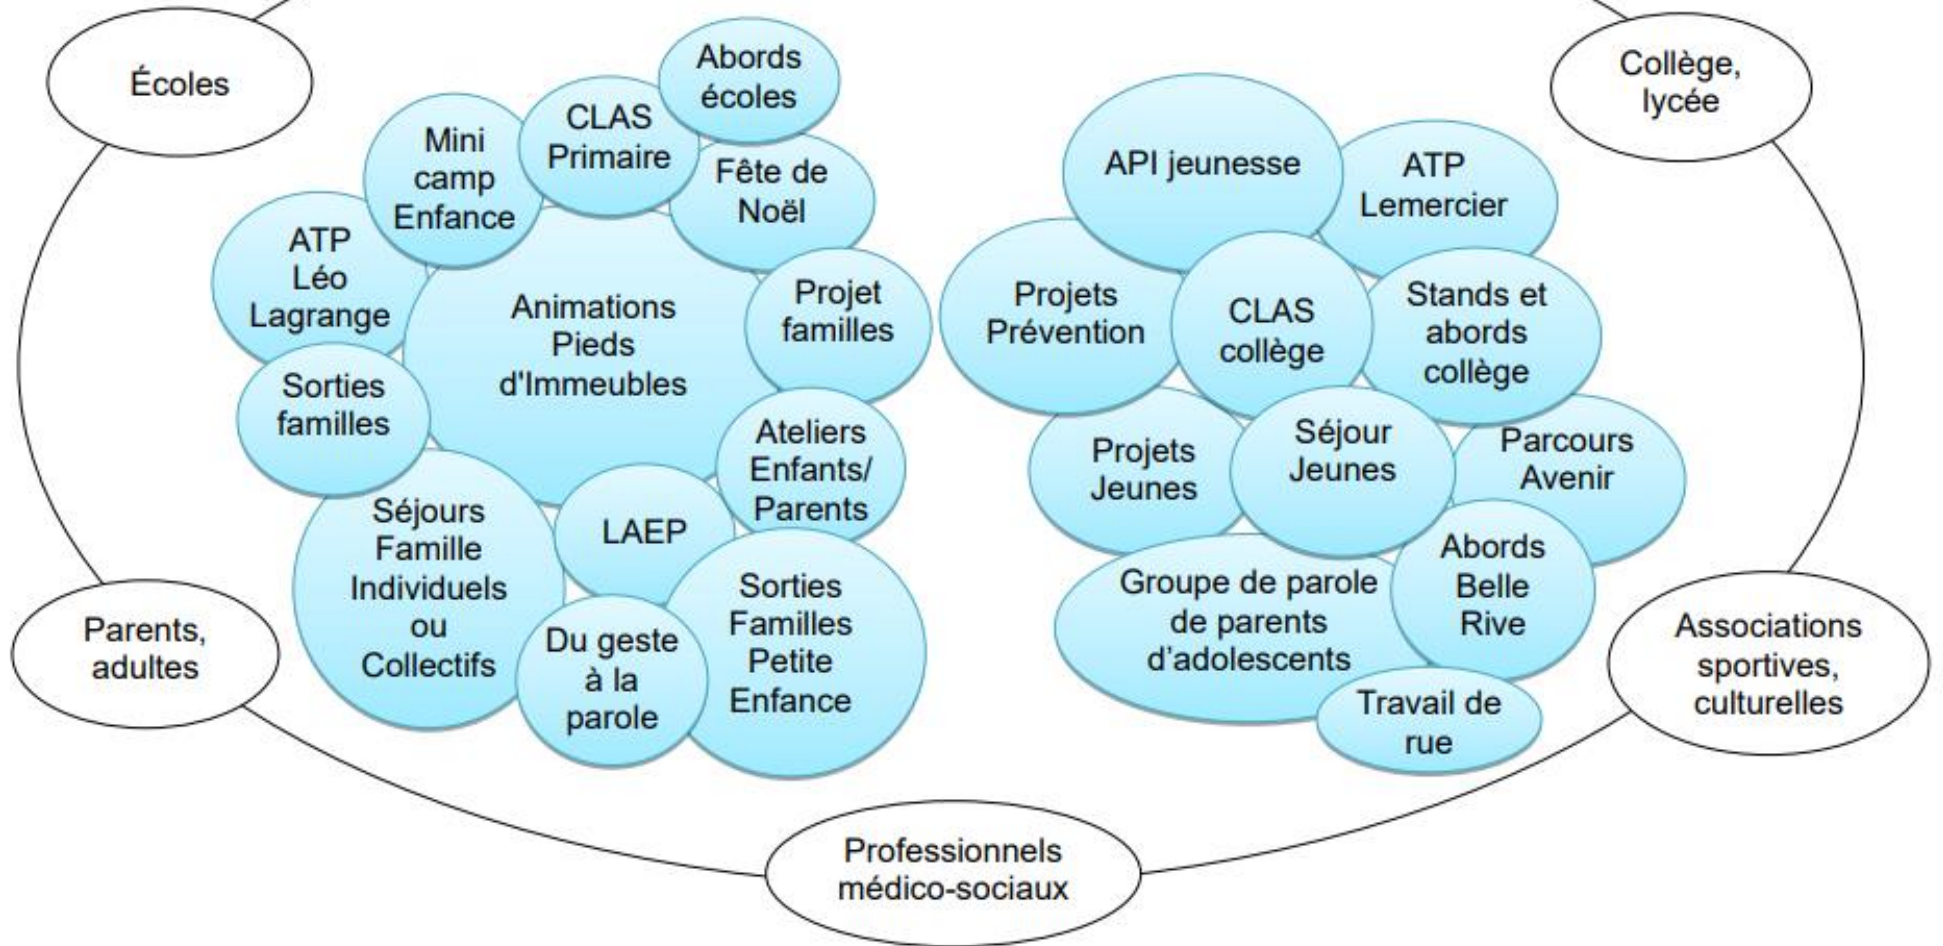 Écoles
Abords
écoles
CLAS
Primaire
Mini
camp
Enfance
Fête de
Noël
ATP
Léo
Lagrange
Animations
Pieds
d'Immeubles
Projet
familles
Sorties
familles
Ateliers
Enfants/
Parents
Séjours
Famille
Individuels
ou
Collectifs
LAEP
Sorties
Familles
Petite
Enfance
Du geste
à la
parole
Collège,
lycée
API jeunesse
ATP
Lemercier
Projets
Prévention
CLAS
collège
Stands et
abords
collège
Projets
Jeunes
Séjour
Jeunes
Parcours
Avenir
Groupe de parole
de parents
d’adolescents
Abords
Belle
Rive
Travail de
rue
Parents,
adultes
Associations
sportives,
culturelles
Professionnels
médico-sociaux